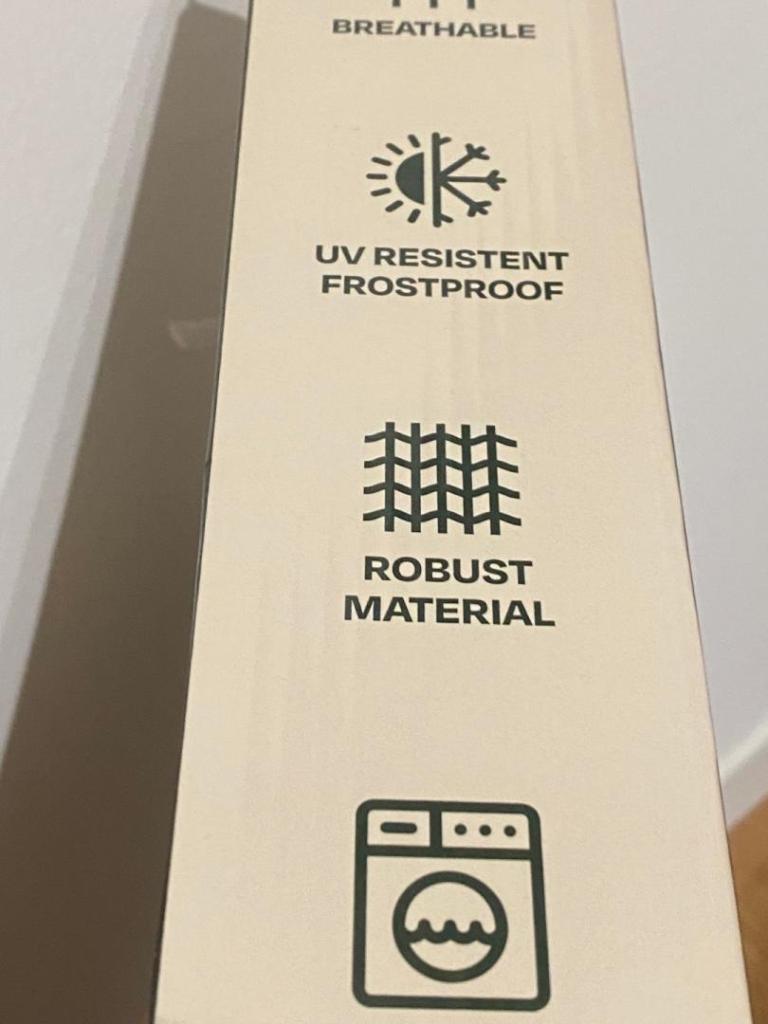 BREATHABLE
UV RESISTENT
FROSTPROOF
ROBUST
MATERIAL